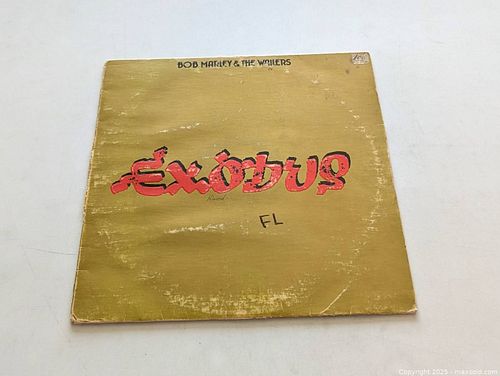 BOB MARLEY & THE WAILERS
EXODUS
FL
Copyright 2025 - maxsold.com